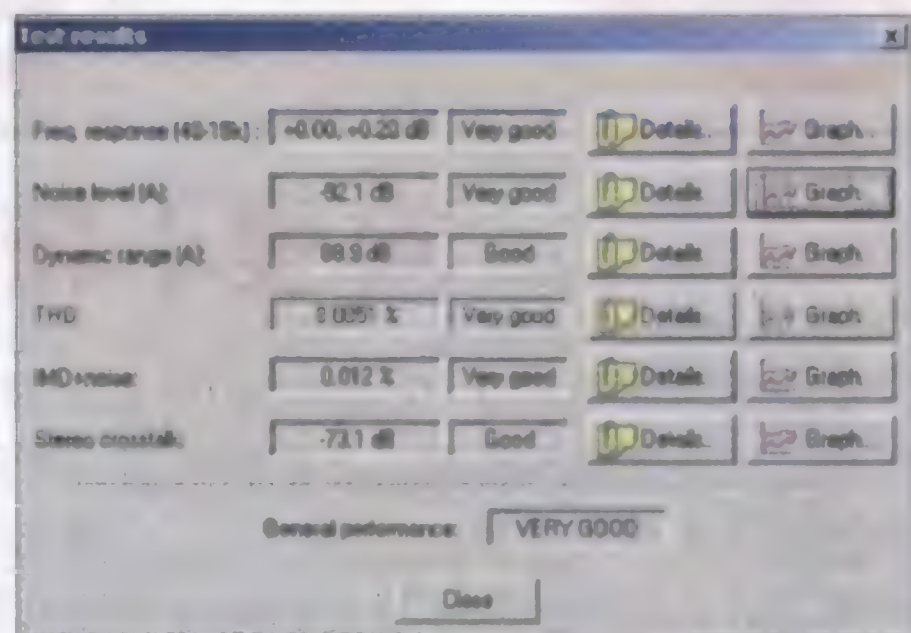 Test results
Freq. response (40-15k) : +0.00, +0.20 dB Very good Details... Graph...
Noise level (A): -92.1 dB Very good Details... Graph...
Dynamic range (A): dB Good Details... Graph...
THD: % Very good Details... Graph...
IMD+noise: 0.012 % Very good Details... Graph...
Stereo crosstalk: -73.1 dB Good Details... Graph...
General performance: VERY GOOD
Close